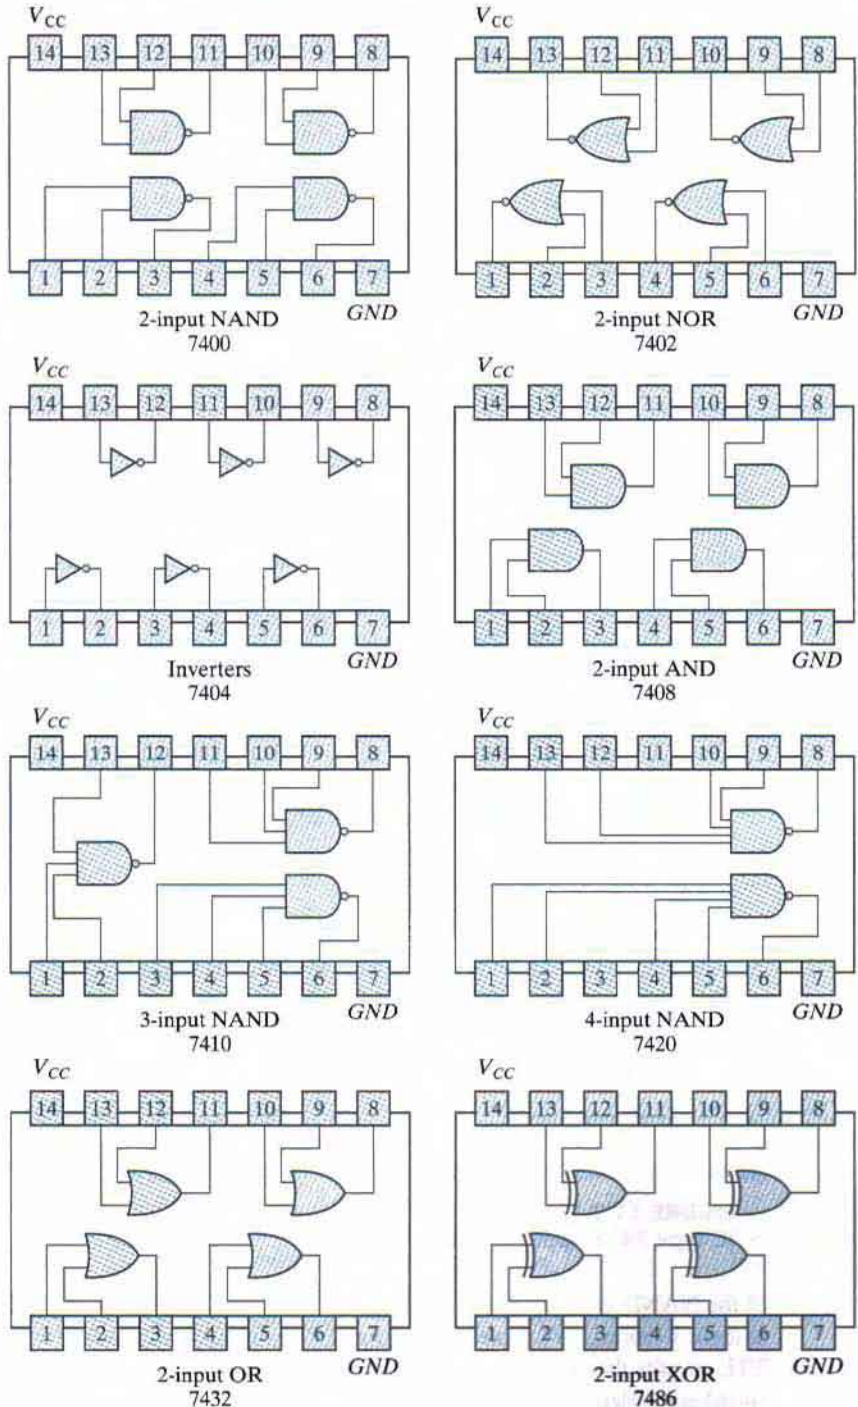 VCC
14 13 12 11 10 9 8
1 2 3 4 5 6 7
GND
2-input NAND
7400
VCC
14 13 12 11 10 9 8
1 2 3 4 5 6 7
GND
2-input NOR
7402
VCC
14 13 12 11 10 9 8
1 2 3 4 5 6 7
GND
Inverters
7404
VCC
14 13 12 11 10 9 8
1 2 3 4 5 6 7
GND
2-input AND
7408
VCC
14 13 12 11 10 9 8
1 2 3 4 5 6 7
GND
3-input NAND
7410
VCC
14 13 12 11 10 9 8
1 2 3 4 5 6 7
GND
4-input NAND
7420
VCC
14 13 12 11 10 9 8
1 2 3 4 5 6 7
GND
2-input OR
7432
VCC
14 13 12 11 10 9 8
1 2 3 4 5 6 7
GND
2-input XOR
7486